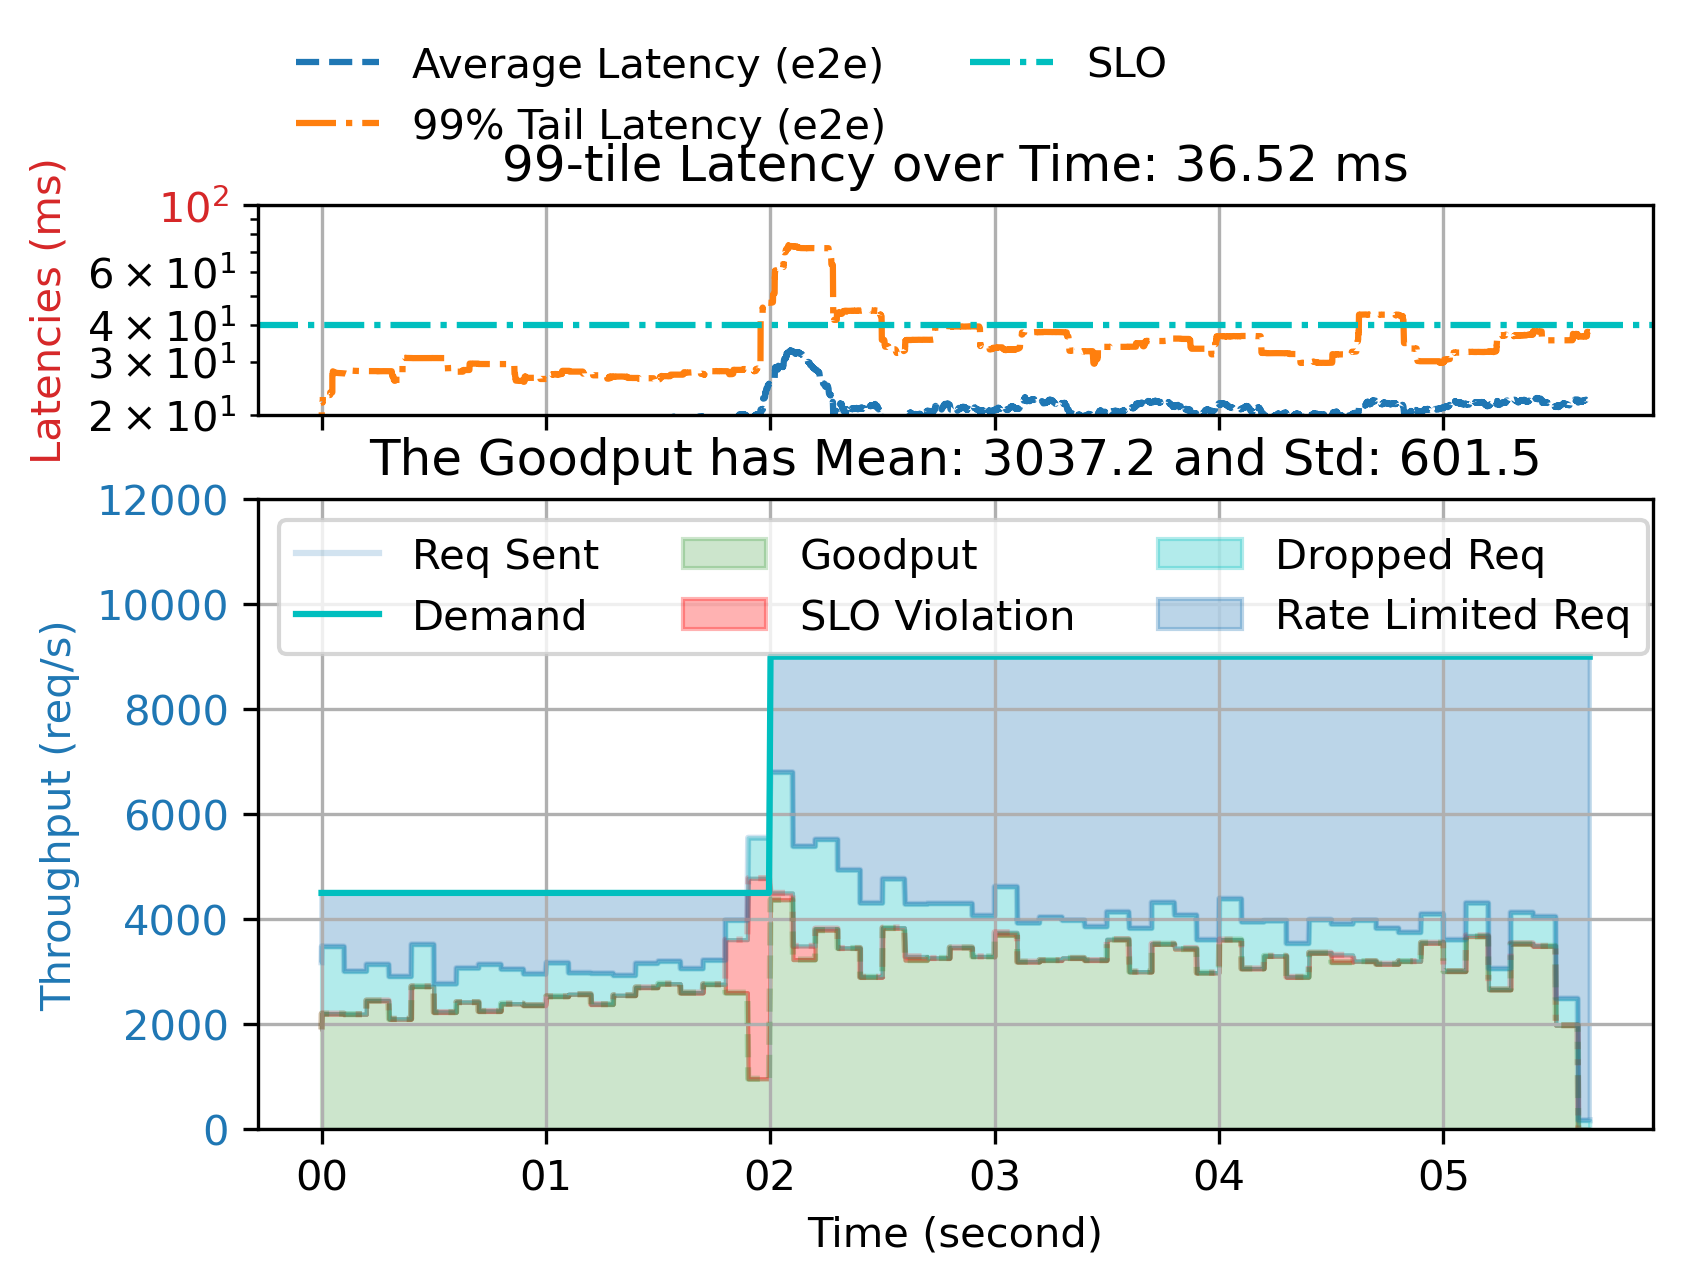 Average Latency (e2e)
SLO
99% Tail Latency (e2e)
99-tile Latency over Time: 36.52 ms
Latencies (ms)
10²
6 × 10¹
4 × 10¹
3 × 10¹
2 × 10¹
The Goodput has Mean: 3037.2 and Std: 601.5
Throughput (req/s)
12000
10000
8000
6000
4000
2000
0
Req Sent
Goodput
Dropped Req
Demand
SLO Violation
Rate Limited Req
00 01 02 03 04 05
Time (second)